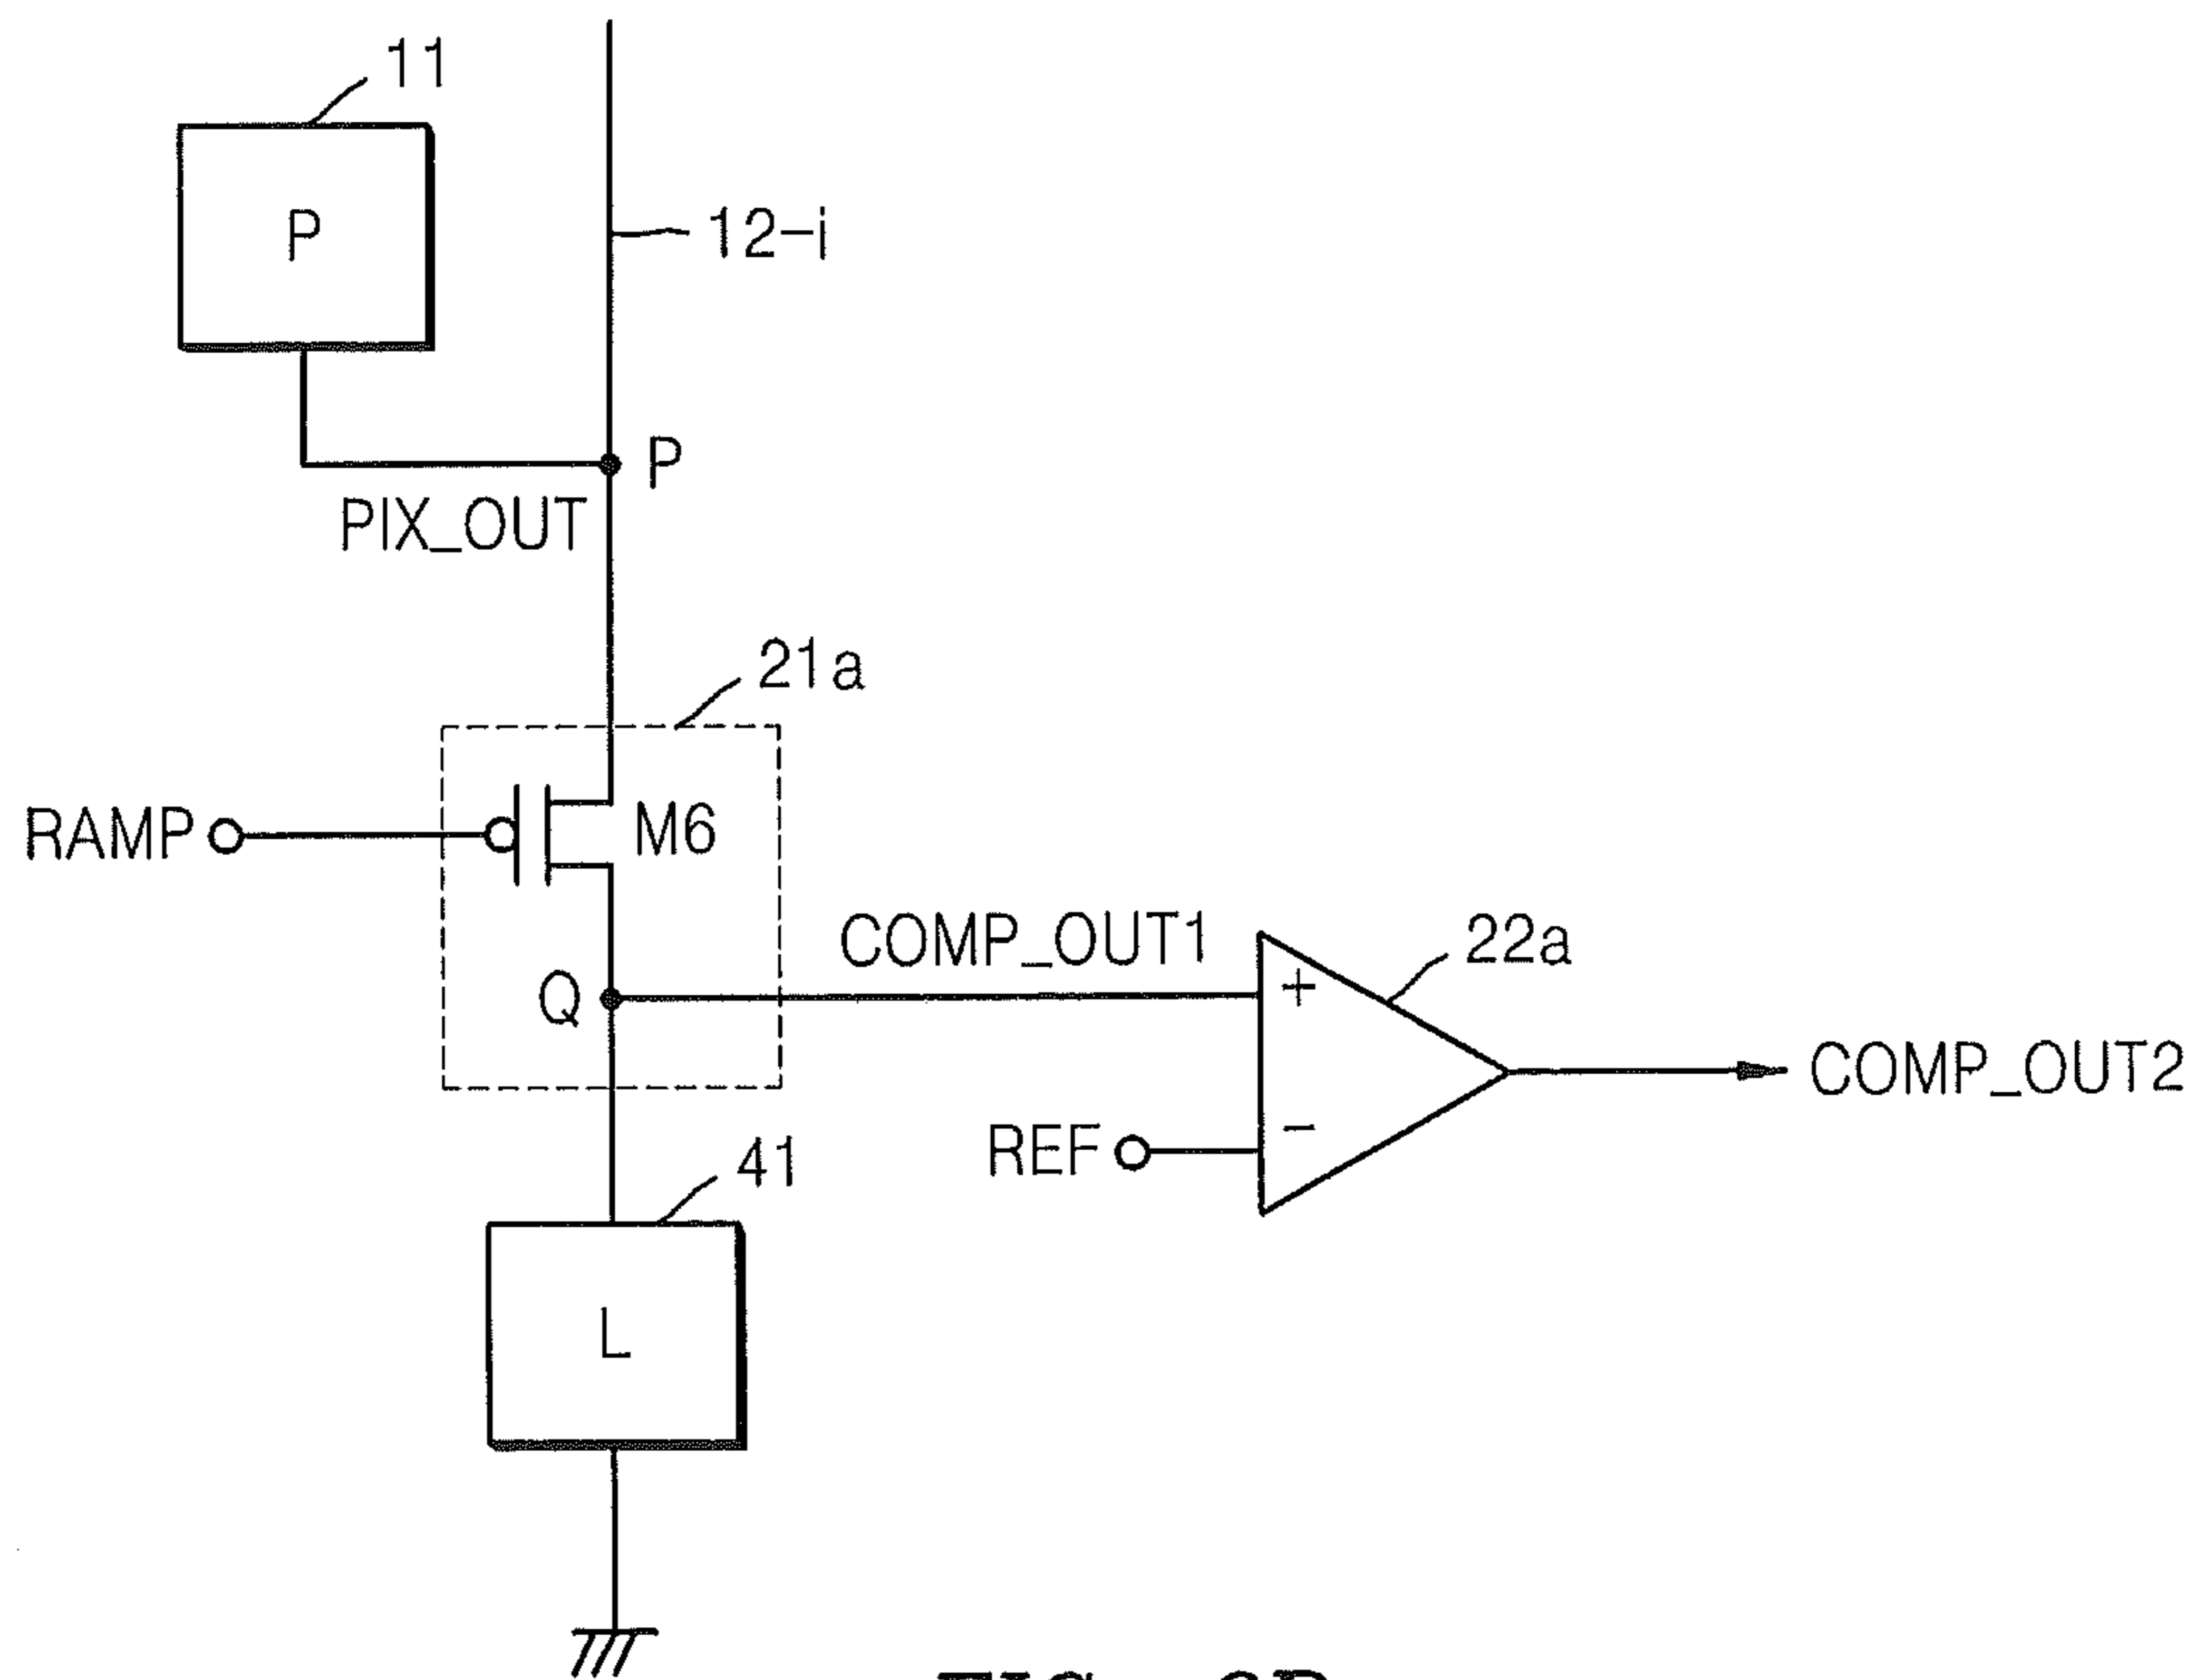 11
P
12-i
P
PIX_OUT
21a
RAMP
M6
COMP_OUT1
22a
+
Q
COMP_OUT2
REF
-
41
L